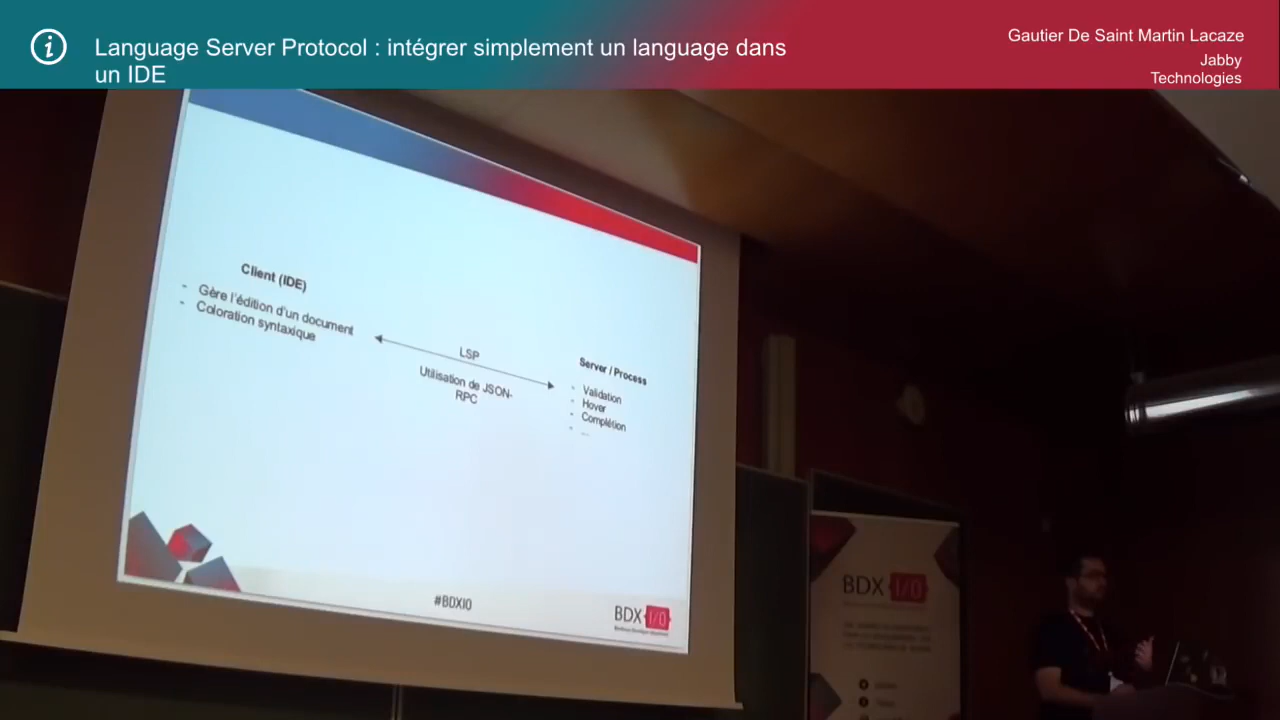 Language Server Protocol : intégrer simplement un language dans
un IDE
Gautier De Saint Martin Lacaze
Jabby
Technologies
Client (IDE)
- Gère l'édition d'un document
- Coloration syntaxique
LSP
Utilisation de JSON-
RPC
Server / Process
- Validation
- Hover
- Complétion
- ...
#BDXIO
BDX I/O
BDX I/O